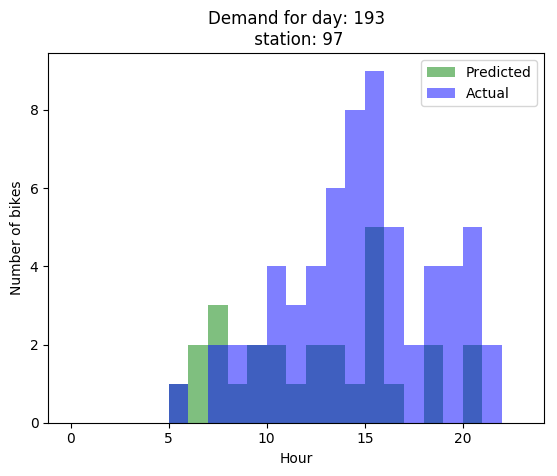 Demand for day: 193
station: 97
Predicted
Actual
Number of bikes
8
6
4
2
0
0
5
10
15
20
Hour